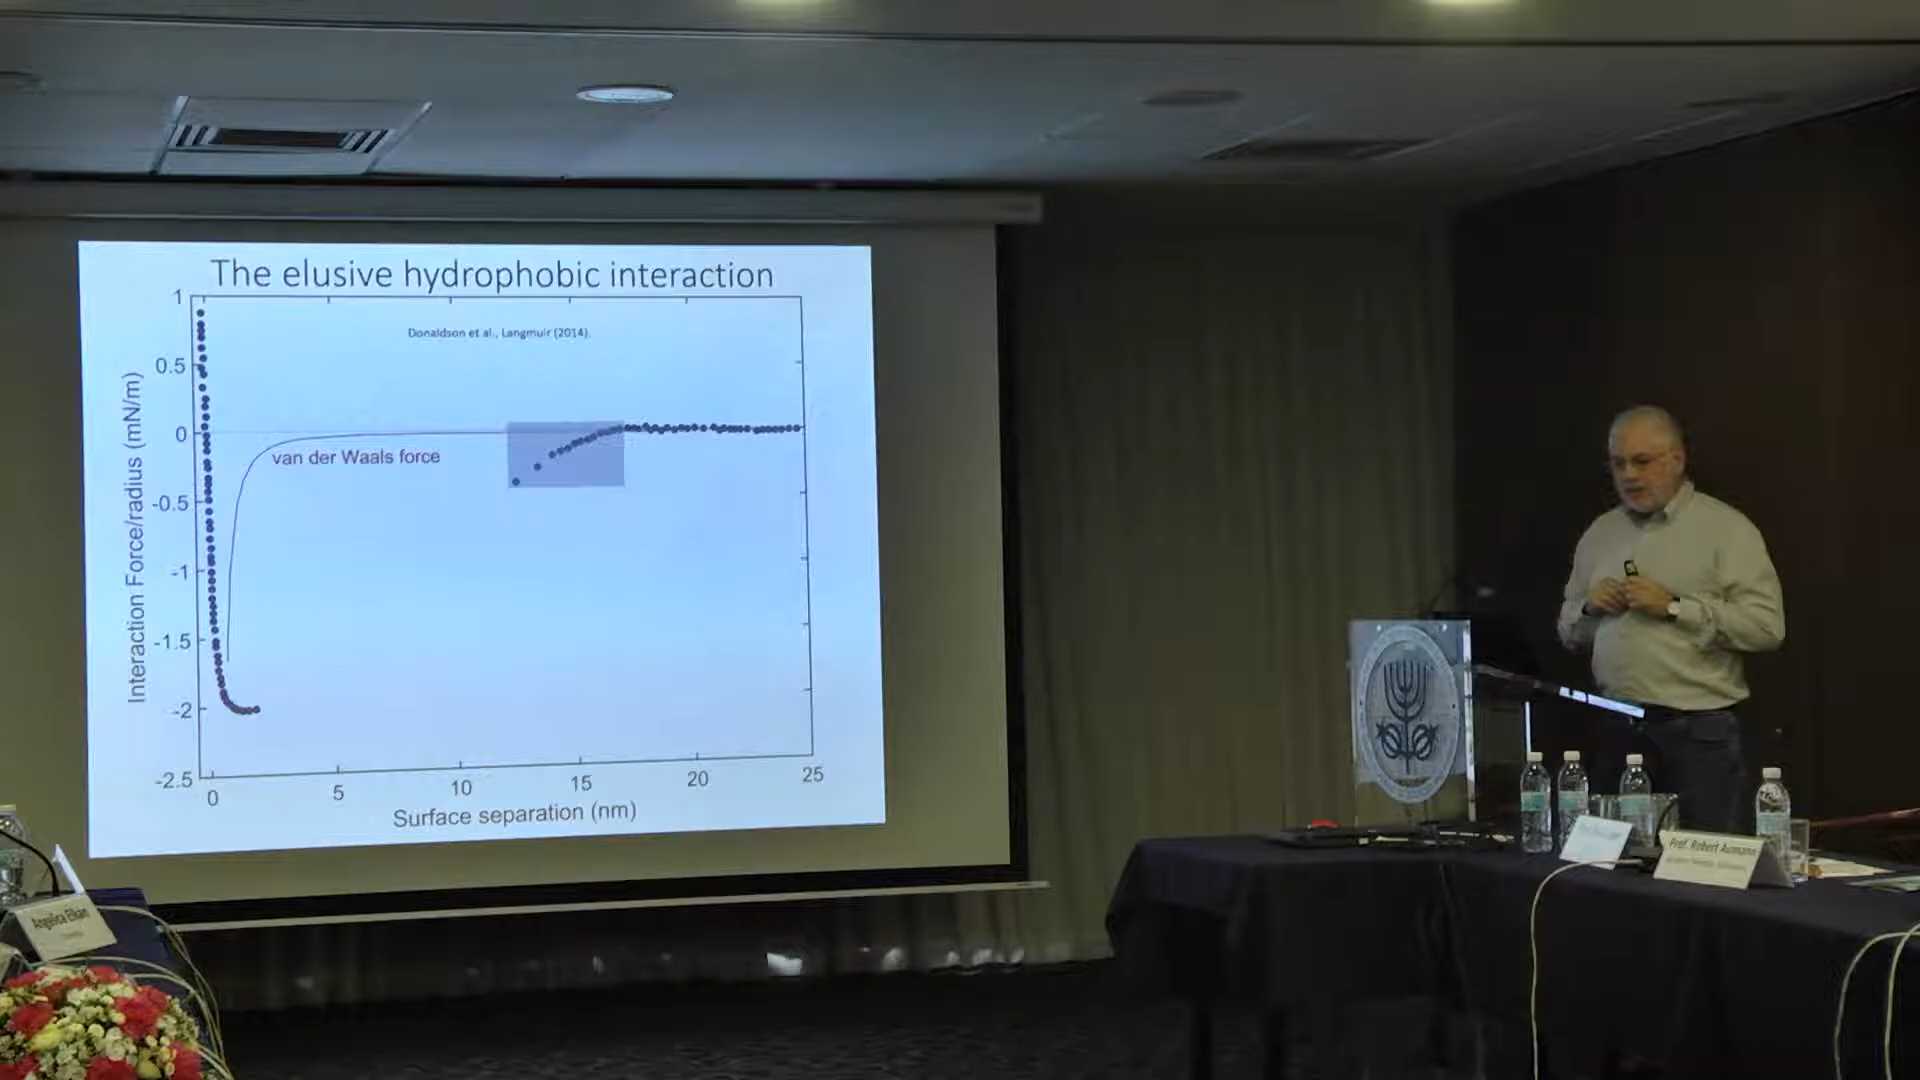 The elusive hydrophobic interaction
Donaldson et al., Langmuir (2014).
1
0.5
0
-0.5
-1
-1.5
-2
-2.5
Interaction Force/radius (mN/m)
van der Waals force
0
5
10
15
20
25
Surface separation (nm)
Angelica Elkan
Prof. Robert Aumann